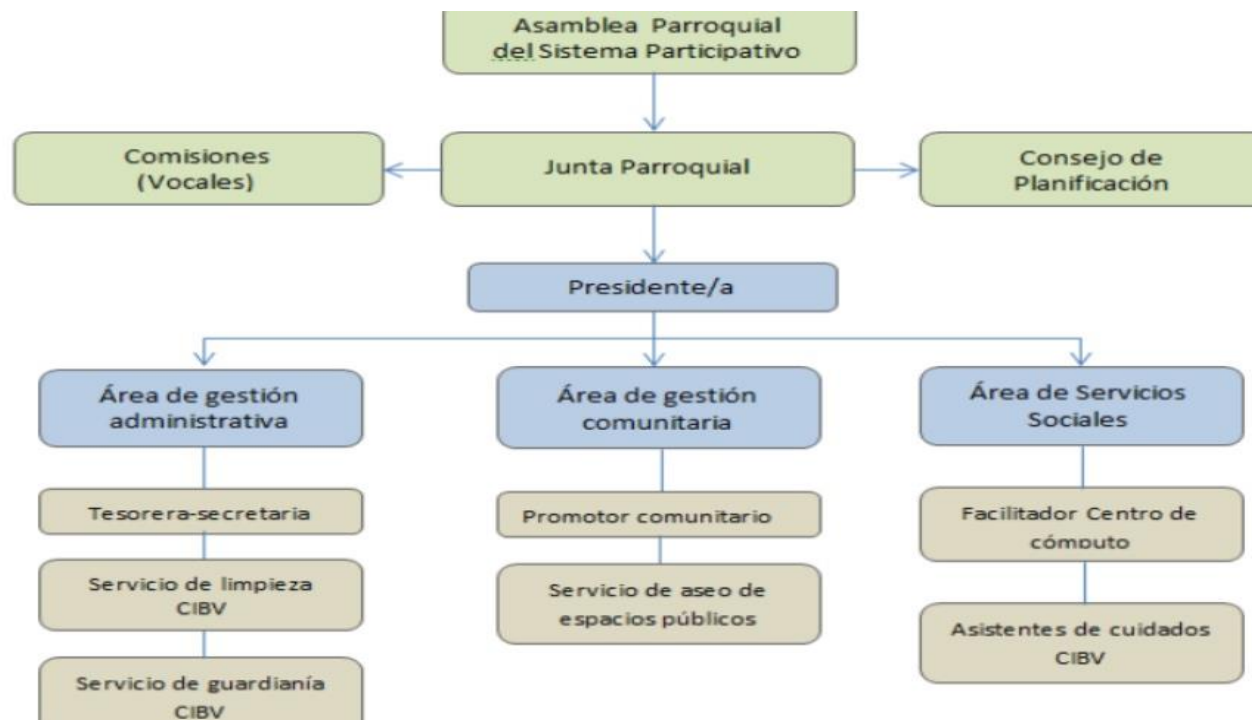 Asamblea Parroquial
del Sistema Participativo
Comisiones
(Vocales)
Junta Parroquial
Consejo de
Planificación
Presidente/a
Área de gestión
administrativa
Área de gestión
comunitaria
Área de Servicios
Sociales
Tesorera-secretaria
Promotor comunitario
Facilitador Centro de
cómputo
Servicio de limpieza
CIBV
Servicio de aseo de
espacios públicos
Asistentes de cuidados
CIBV
Servicio de guardianía
CIBV